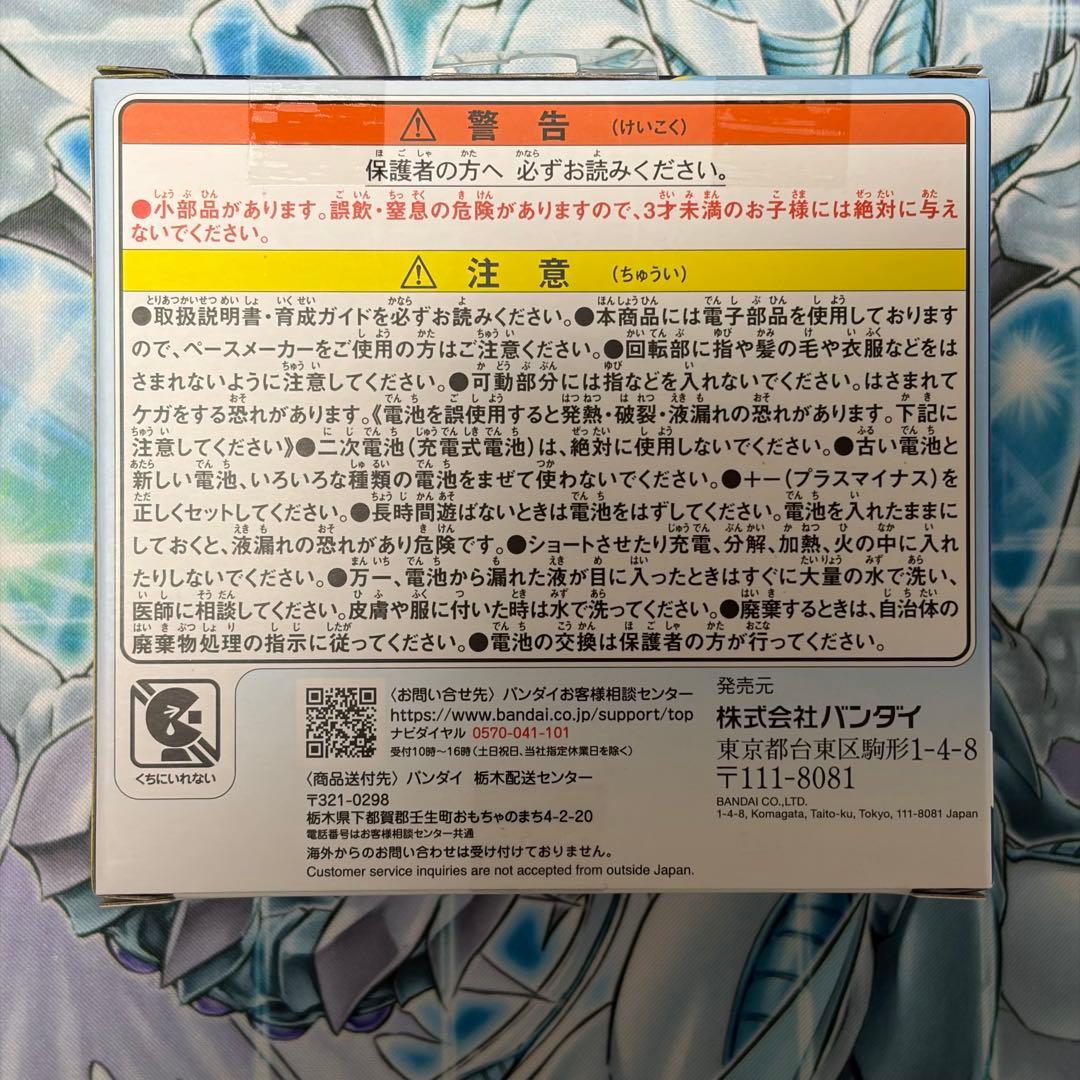 警告 (けいこく)
保護者の方へ 必ずお読みください。
●小部品があります。誤飲・窒息の危険がありますので、3才未満のお子様には絶対に与え
ないでください。
注意 (ちゅうい)
●取扱説明書・育成ガイドを必ずお読みください。●本商品には電子部品を使用しております
ので、ペースメーカーをご使用の方はご注意ください。●回転部に指や髪の毛や衣服などをは
さまれないように注意してください。●可動部分には指などを入れないでください。はさまれて
ケガをする恐れがあります。《電池を誤使用すると発熱・破裂・液漏れの恐れがあります。下記に
注意してください》●二次電池(充電式電池)は、絶対に使用しないでください。●古い電池と
新しい電池、いろいろな種類の電池をまぜて使わないでください。●+-(プラスマイナス)を
正しくセットしてください。●長時間遊ばないときは電池をはずしてください。電池を入れたままに
しておくと、液漏れの恐れがあり危険です。●ショートさせたり充電、分解、加熱、火の中に入れ
たりしないでください。●万一、電池から漏れた液が目に入ったときはすぐに大量の水で洗い、
医師に相談してください。皮膚や服に付いた時は水で洗ってください。●廃棄するときは、自治体の
廃棄物処理の指示に従ってください。●電池の交換は保護者の方が行ってください。
くちにいれない
〈お問い合せ先〉バンダイお客様相談センター
https://www.bandai.co.jp/support/top
ナビダイヤル 0570-041-101
受付10時〜16時(土日祝日、当社指定休業日を除く)
〈商品送付先〉バンダイ 栃木配送センター
〒321-0298
栃木県下都賀郡壬生町おもちゃのまち4-2-20
電話番号はお客様相談センター共通
海外からのお問い合わせは受け付けておりません。
Customer service inquiries are not accepted from outside Japan.
発売元
株式会社バンダイ
東京都台東区駒形1-4-8
〒111-8081
BANDAI CO.,LTD.
1-4-8, Komagata, Taito-ku, Tokyo, 111-8081 Japan